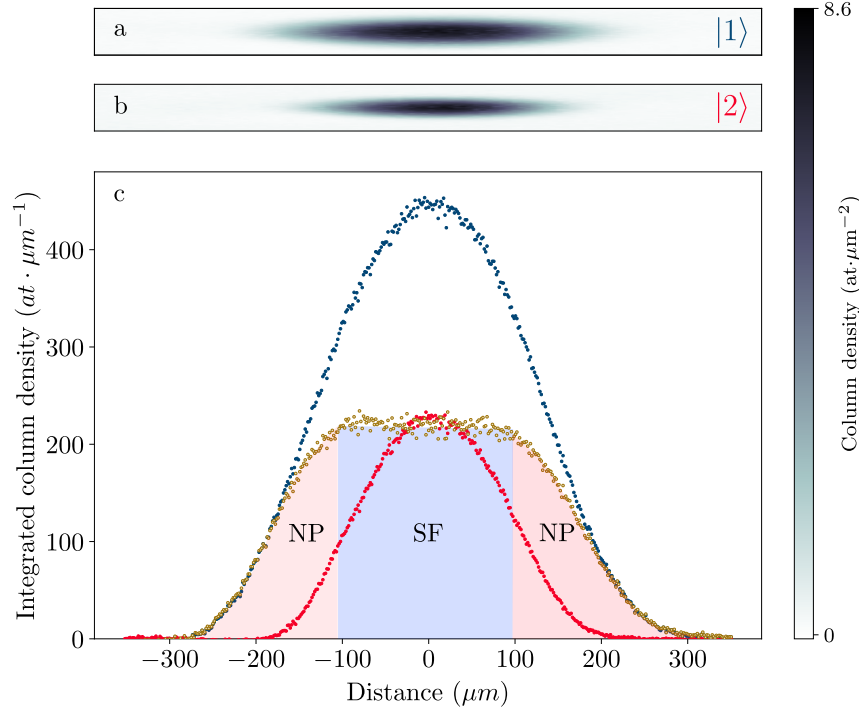 a
|1⟩
b
|2⟩
c
Integrated column density (at · μm⁻¹)
400
300
200
100
0
NP
SF
NP
−300
−200
−100
0
100
200
300
Distance (μm)
8.6
Column density (at·μm⁻²)
0